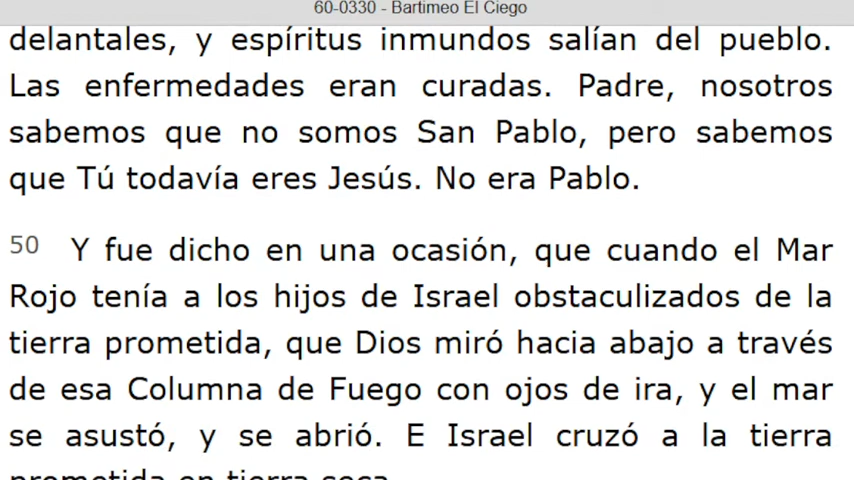 60-0330 - Bartimeo El Ciego
delantales, y espíritus inmundos salían del pueblo.
Las enfermedades eran curadas. Padre, nosotros
sabemos que no somos San Pablo, pero sabemos
que Tú todavía eres Jesús. No era Pablo.
50 Y fue dicho en una ocasión, que cuando el Mar
Rojo tenía a los hijos de Israel obstaculizados de la
tierra prometida, que Dios miró hacia abajo a través
de esa Columna de Fuego con ojos de ira, y el mar
se asustó, y se abrió. E Israel cruzó a la tierra
prometida en tierra seca.